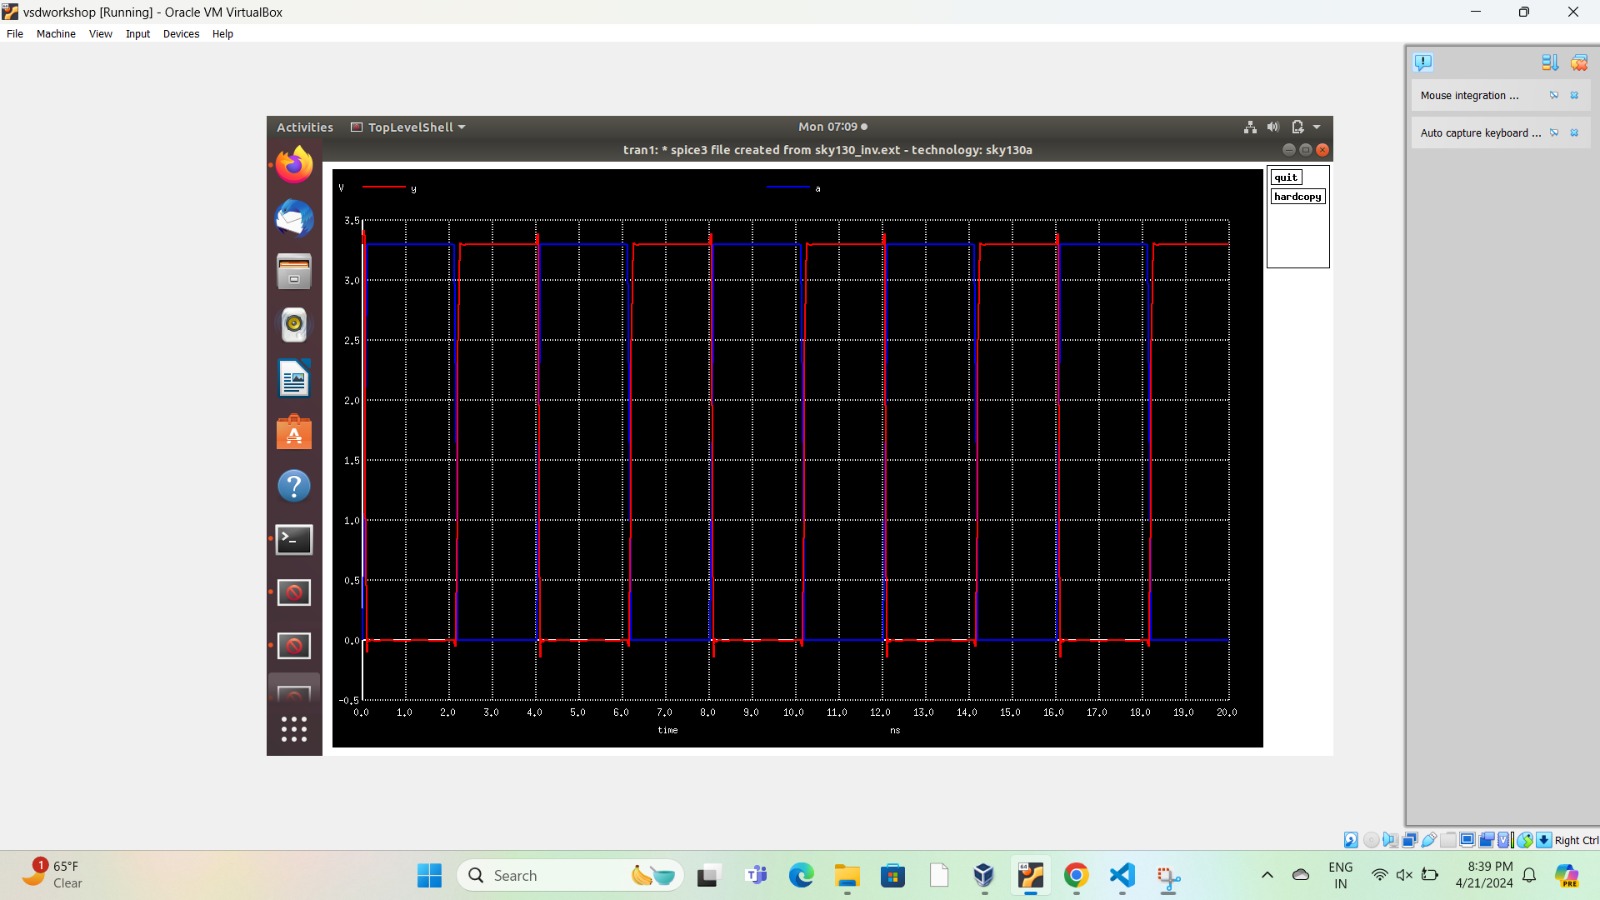 vsdworkshop [Running] - Oracle VM VirtualBox
File Machine View Input Devices Help
Mouse integration ...
Auto capture keyboard ...
Activities TopLevelShell Mon 07:09
tran1: * spice3 file created from sky130_inv.ext - technology: sky130a
quit
hardcopy
V y a
3.5
3.0
2.5
2.0
1.5
1.0
0.5
0.0
-0.5
0.0 1.0 2.0 3.0 4.0 5.0 6.0 7.0 8.0 9.0 10.0 11.0 12.0 13.0 14.0 15.0 16.0 17.0 18.0 19.0 20.0
time ns
Right Ctrl
1
65°F
Clear
Search
ENG
IN
8:39 PM
4/21/2024
PRE